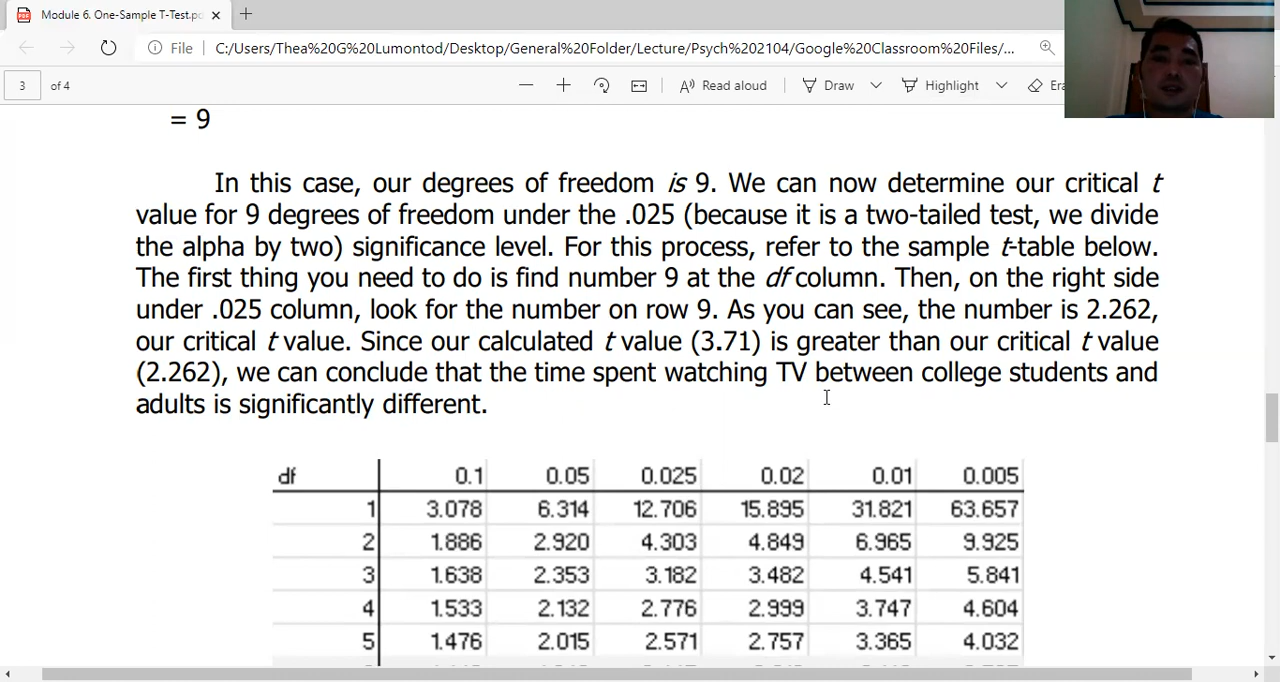 Module 6. One-Sample T-Test.pd
File
C:/Users/Thea%20G%20Lumontod/Desktop/General%20Folder/Lecture/Psych%202104/Google%20Classroom%20Files/...
3 of 4
Read aloud
Draw
Highlight
Era
= 9
In this case, our degrees of freedom is 9. We can now determine our critical t
value for 9 degrees of freedom under the .025 (because it is a two-tailed test, we divide
the alpha by two) significance level. For this process, refer to the sample t-table below.
The first thing you need to do is find number 9 at the df column. Then, on the right side
under .025 column, look for the number on row 9. As you can see, the number is 2.262,
our critical t value. Since our calculated t value (3.71) is greater than our critical t value
(2.262), we can conclude that the time spent watching TV between college students and
adults is significantly different.
df 0.1 0.05 0.025 0.02 0.01 0.005
1 3.078 6.314 12.706 15.895 31.821 63.657
2 1.886 2.920 4.303 4.849 6.965 9.925
3 1.638 2.353 3.182 3.482 4.541 5.841
4 1.533 2.132 2.776 2.999 3.747 4.604
5 1.476 2.015 2.571 2.757 3.365 4.032